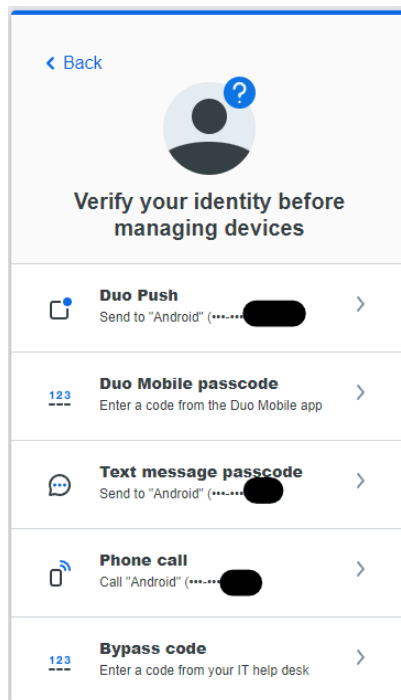 Back
?
Verify your identity before
managing devices
Duo Push
Send to "Android" (•••-•••
123
Duo Mobile passcode
Enter a code from the Duo Mobile app
Text message passcode
Send to "Android" (•••-•••
Phone call
Call "Android" (•••-•••
123
Bypass code
Enter a code from your IT help desk